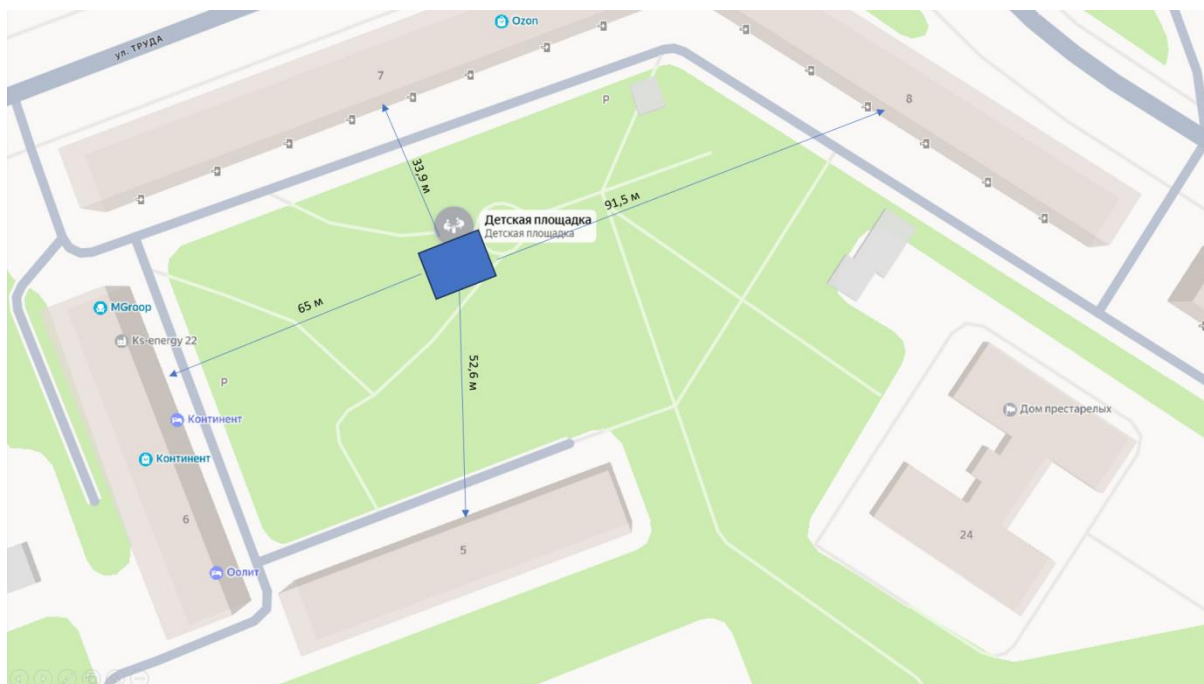 Ozon
ул. ТРУДА
7
P
8
33,9 м
91,5 м
Детская площадка
Детская площадка
65 м
MGroop
Ks-energy 22
52,6 м
P
Континент
Дом престарелых
Континент
6
5
24
Оолит